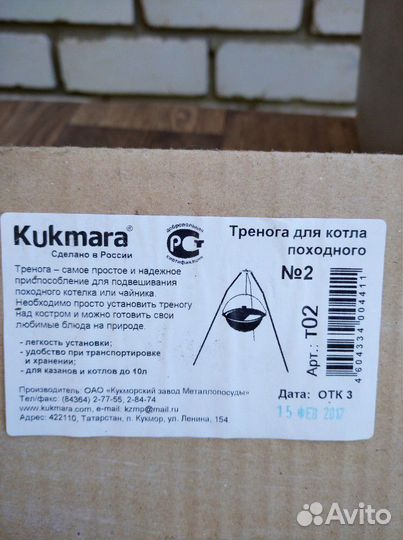 Kukmara®
Сделано в России
добровольная
РСТ
сертификация
Тренога для котла
походного
№2
Тренога – самое простое и надежное
приспособление для подвешивания
походного котелка или чайника.
Необходимо просто установить треногу
над костром и можно готовить свои
любимые блюда на природе.
- легкость установки;
- удобство при транспортировке
и хранении;
- для казанов и котлов до 10л
Арт.: т02
4604334004411
Производитель: ОАО «Кукморский завод Металлопосуды»
Тел/факс: (84364) 2-77-55, 2-84-74
www.kukmara.com, e-mail: kzmp@mail.ru
Адрес: 422110, Татарстан, п. Кукмор, ул. Ленина, 154
Дата: ОТК 3
15 ФЕВ 2017
Avito